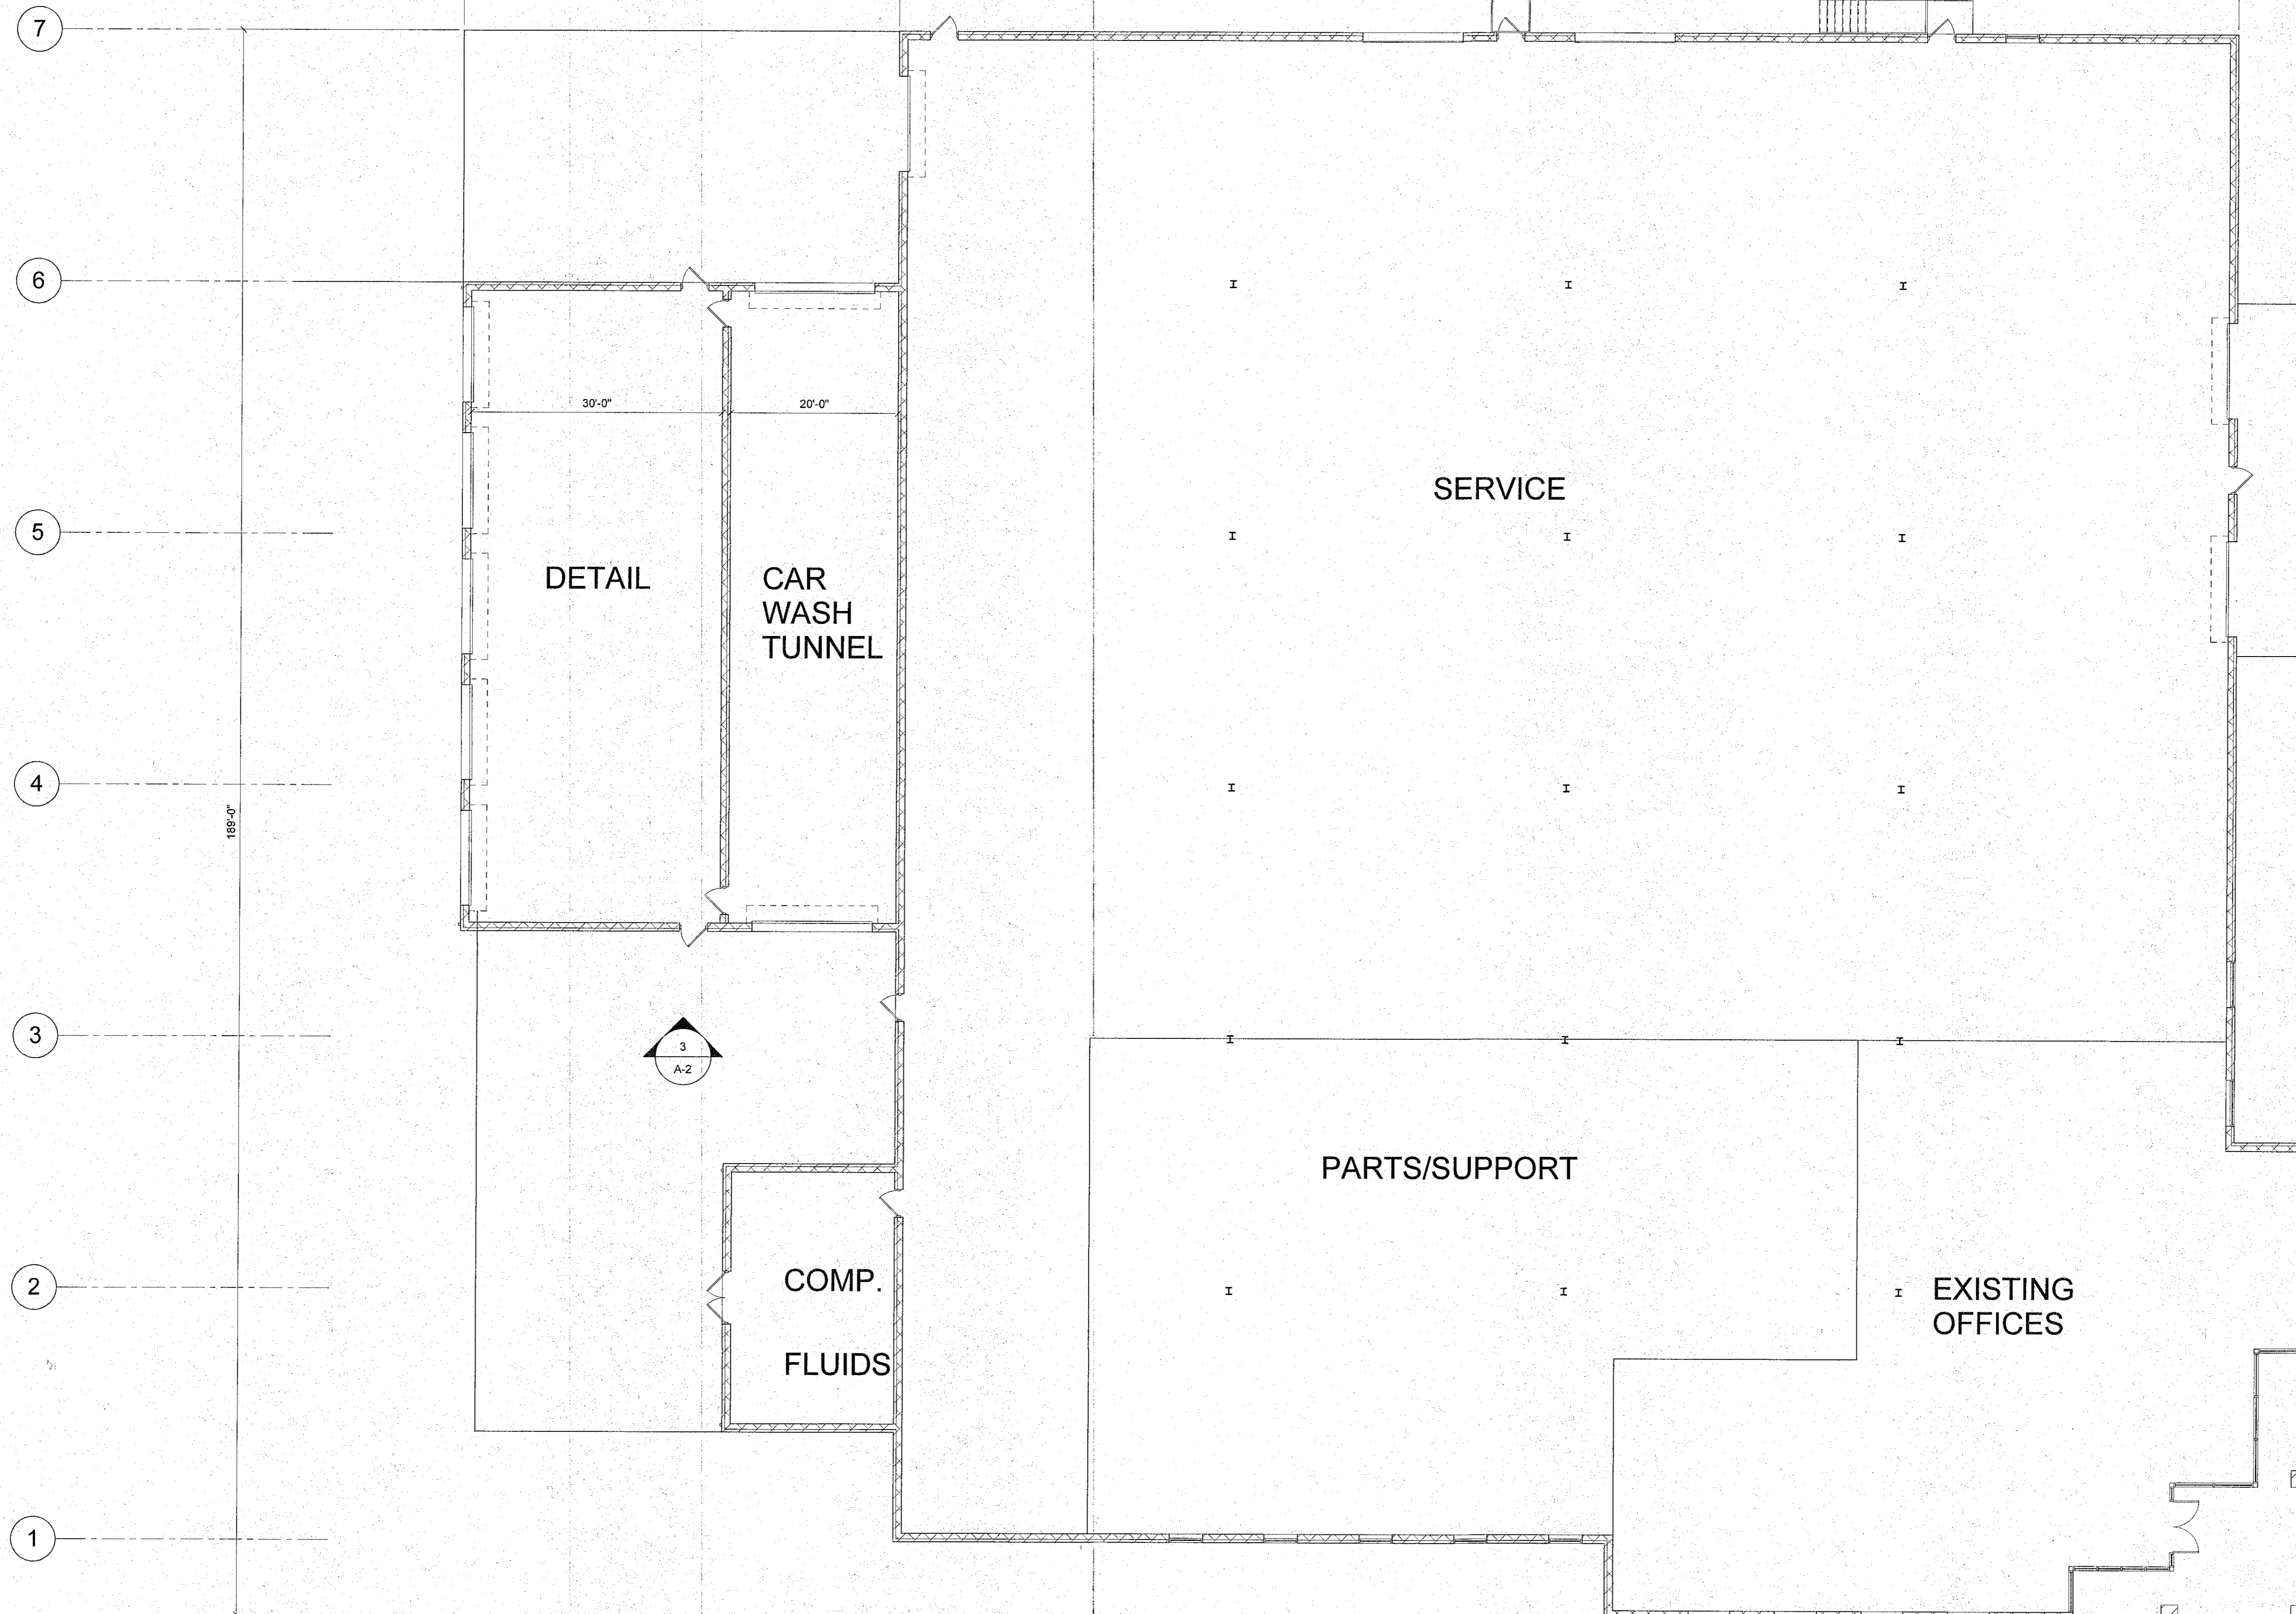 7
6
30'-0"
20'-0"
SERVICE
5
DETAIL
CAR
WASH
TUNNEL
4
189'-0"
3
3
A-2
PARTS/SUPPORT
2
COMP.
FLUIDS
EXISTING
OFFICES
1